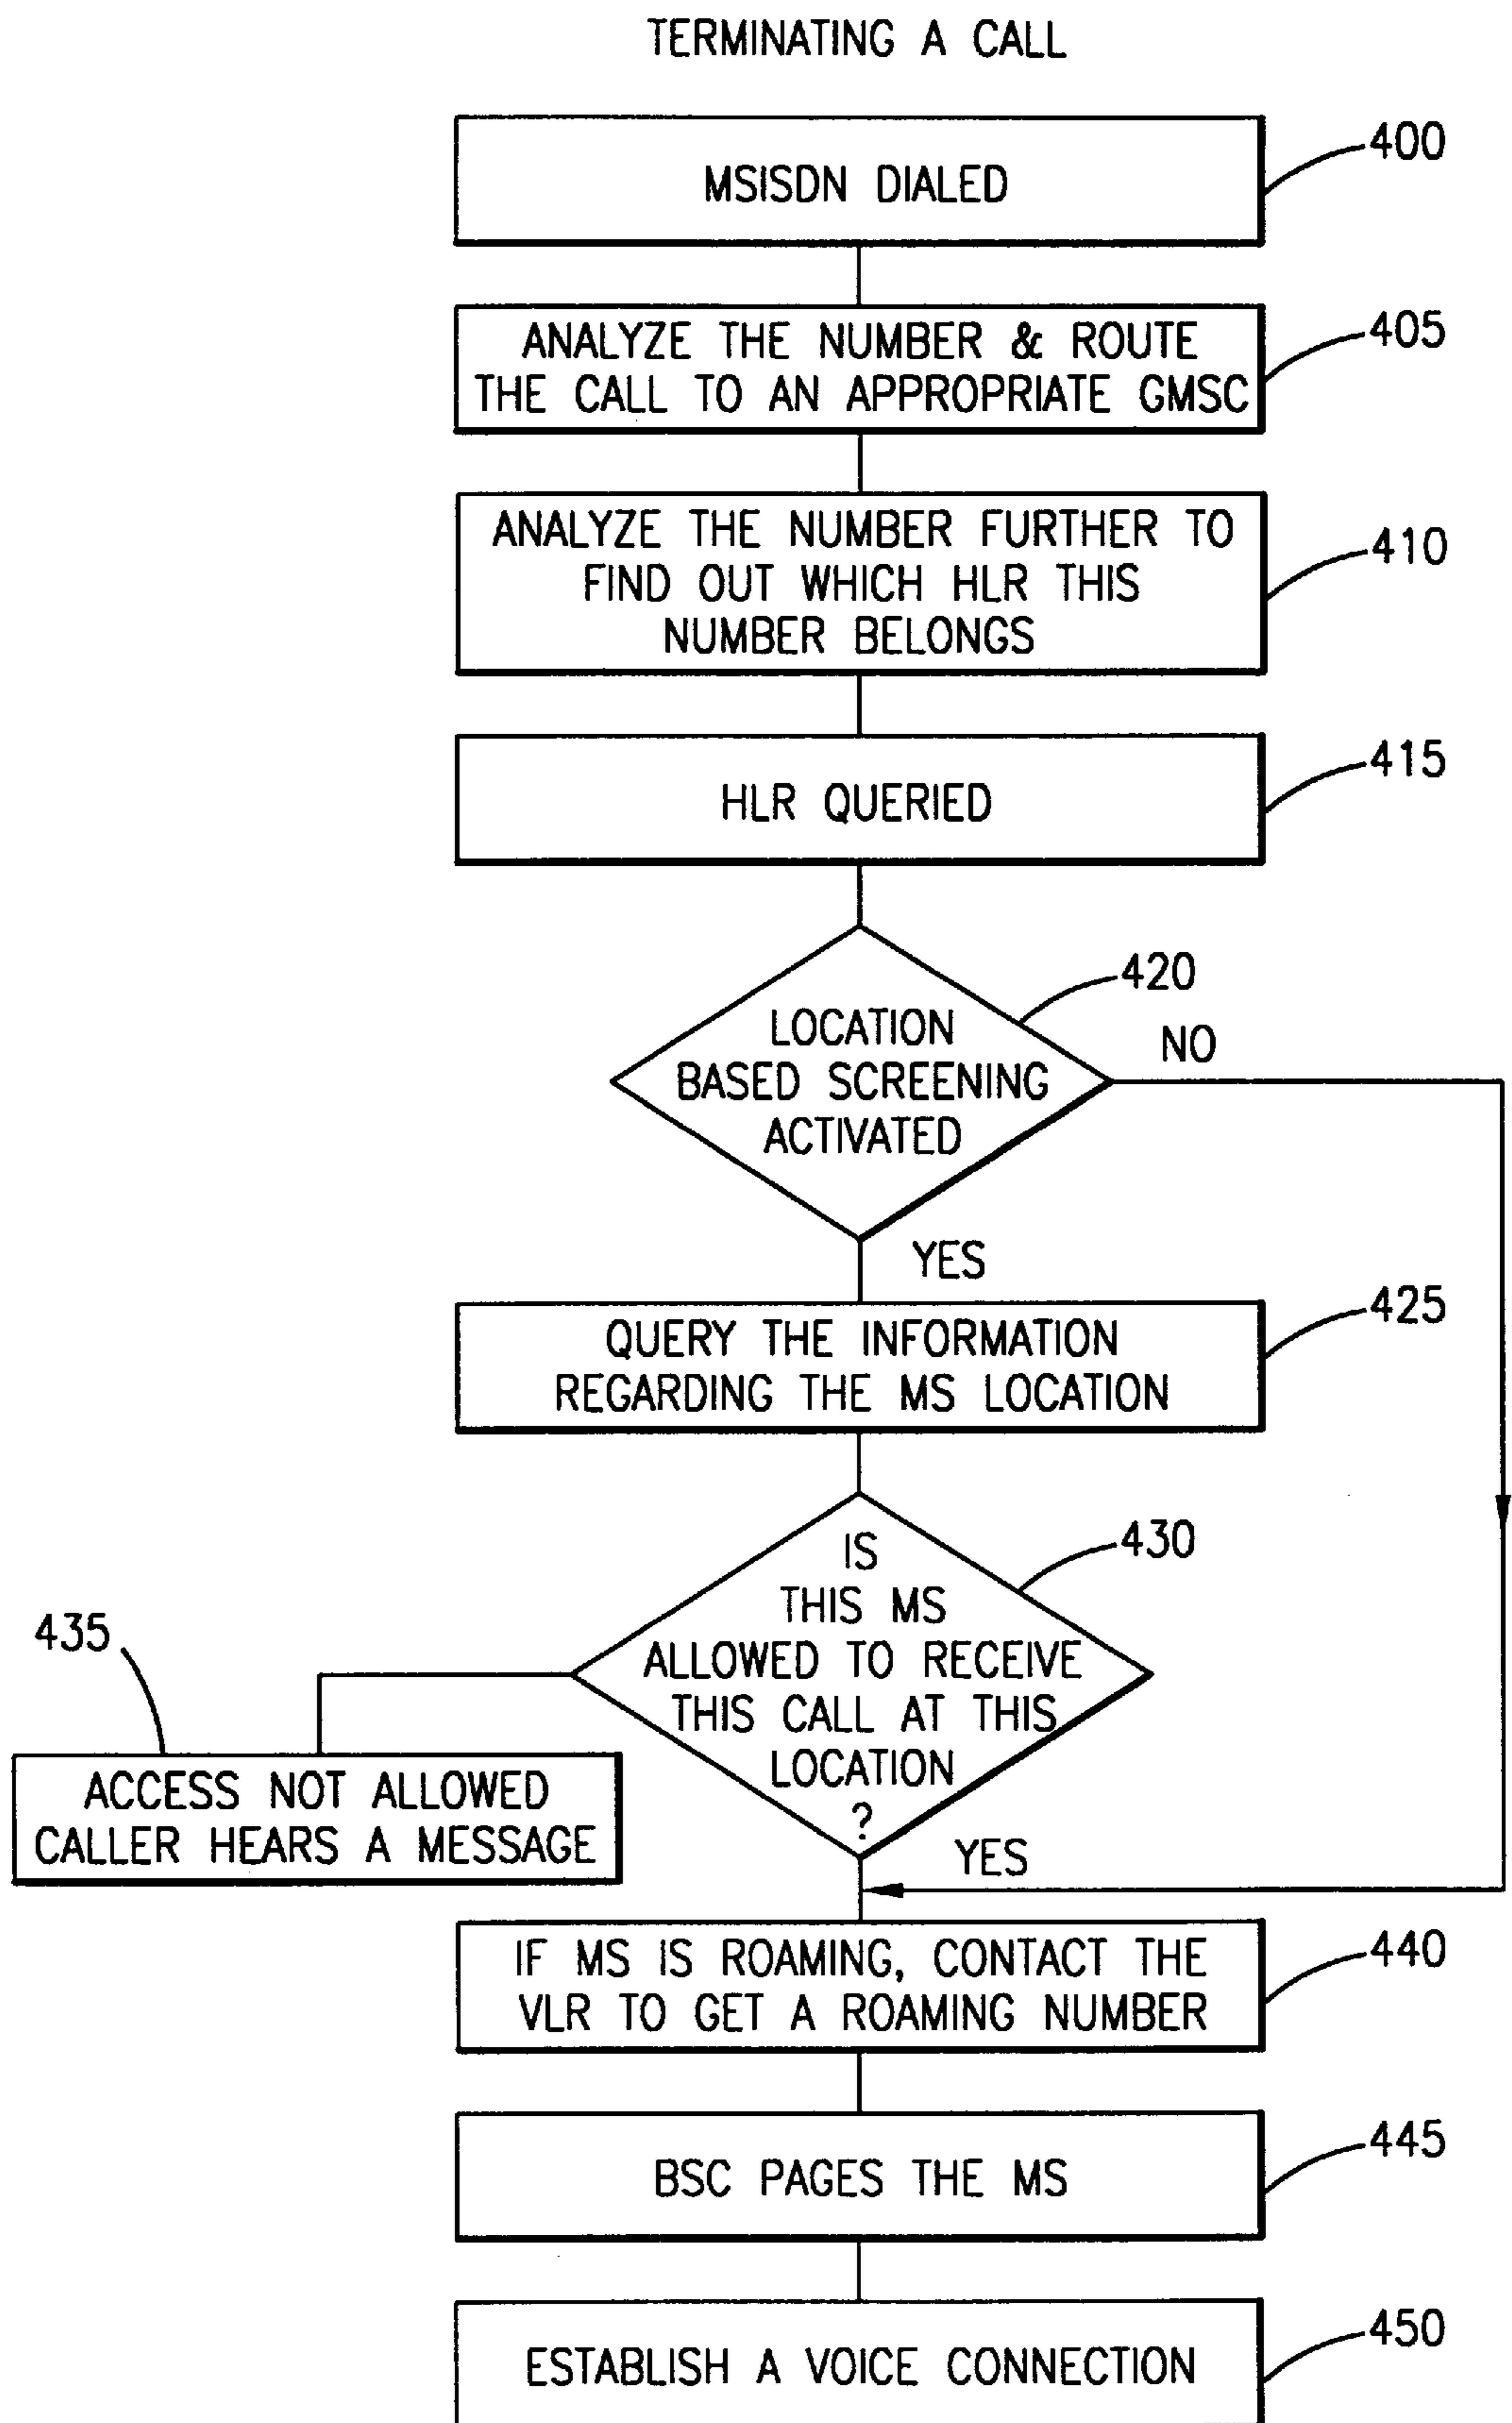 TERMINATING A CALL
MSISDN DIALED
400
ANALYZE THE NUMBER & ROUTE
THE CALL TO AN APPROPRIATE GMSC
405
ANALYZE THE NUMBER FURTHER TO
FIND OUT WHICH HLR THIS
NUMBER BELONGS
410
HLR QUERIED
415
LOCATION
BASED SCREENING
ACTIVATED
420
NO
YES
QUERY THE INFORMATION
REGARDING THE MS LOCATION
425
IS
THIS MS
ALLOWED TO RECEIVE
THIS CALL AT THIS
LOCATION
?
430
435
ACCESS NOT ALLOWED
CALLER HEARS A MESSAGE
YES
IF MS IS ROAMING, CONTACT THE
VLR TO GET A ROAMING NUMBER
440
BSC PAGES THE MS
445
ESTABLISH A VOICE CONNECTION
450